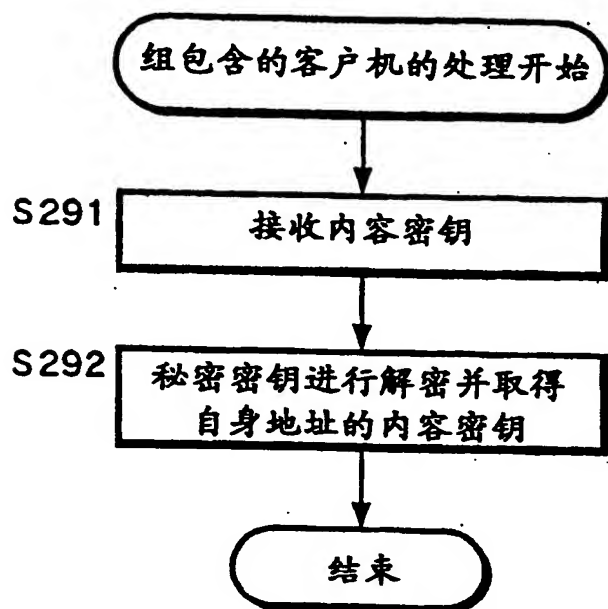 组包含的客户机的处理开始
S291
接收内容密钥
S292
秘密密钥进行解密并取得
自身地址的内容密钥
结束